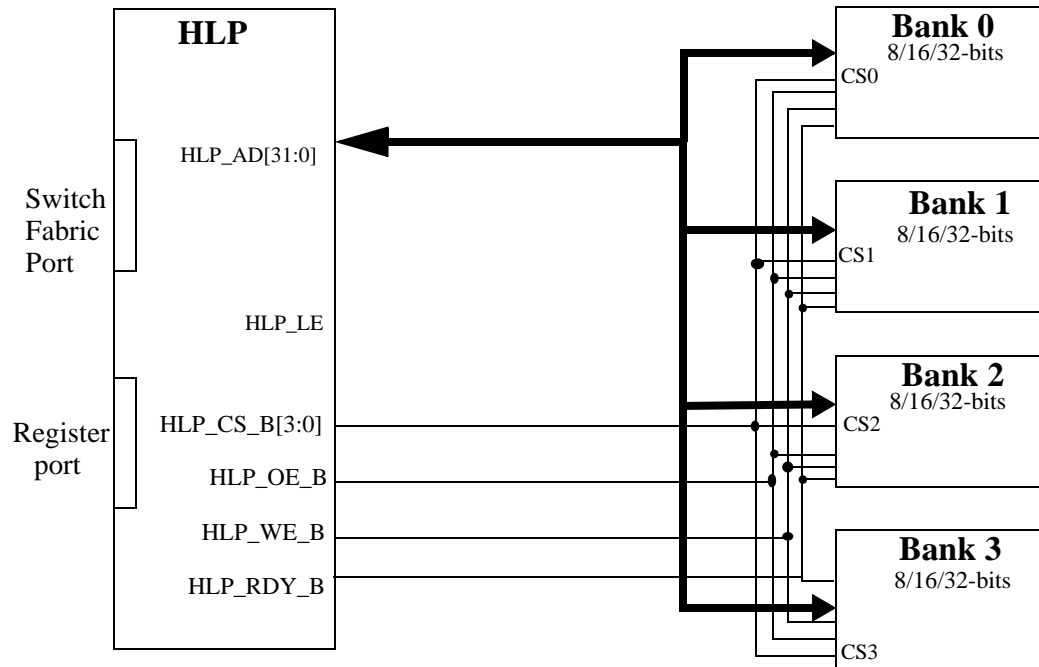 HLP
Switch
Fabric
Port
Register
port
HLP_AD[31:0]
HLP_LE
HLP_CS_B[3:0]
HLP_OE_B
HLP_WE_B
HLP_RDY_B
Bank 0
8/16/32-bits
CS0
Bank 1
8/16/32-bits
CS1
Bank 2
8/16/32-bits
CS2
Bank 3
8/16/32-bits
CS3